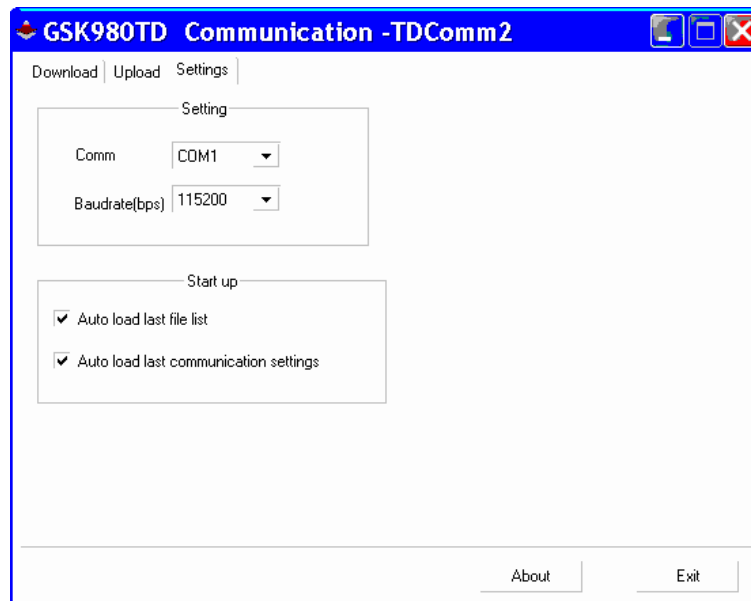 GSK980TD Communication -TDComm2
Download Upload Settings
Setting
Comm COM1
Baudrate(bps) 115200
Start up
Auto load last file list
Auto load last communication settings
About Exit